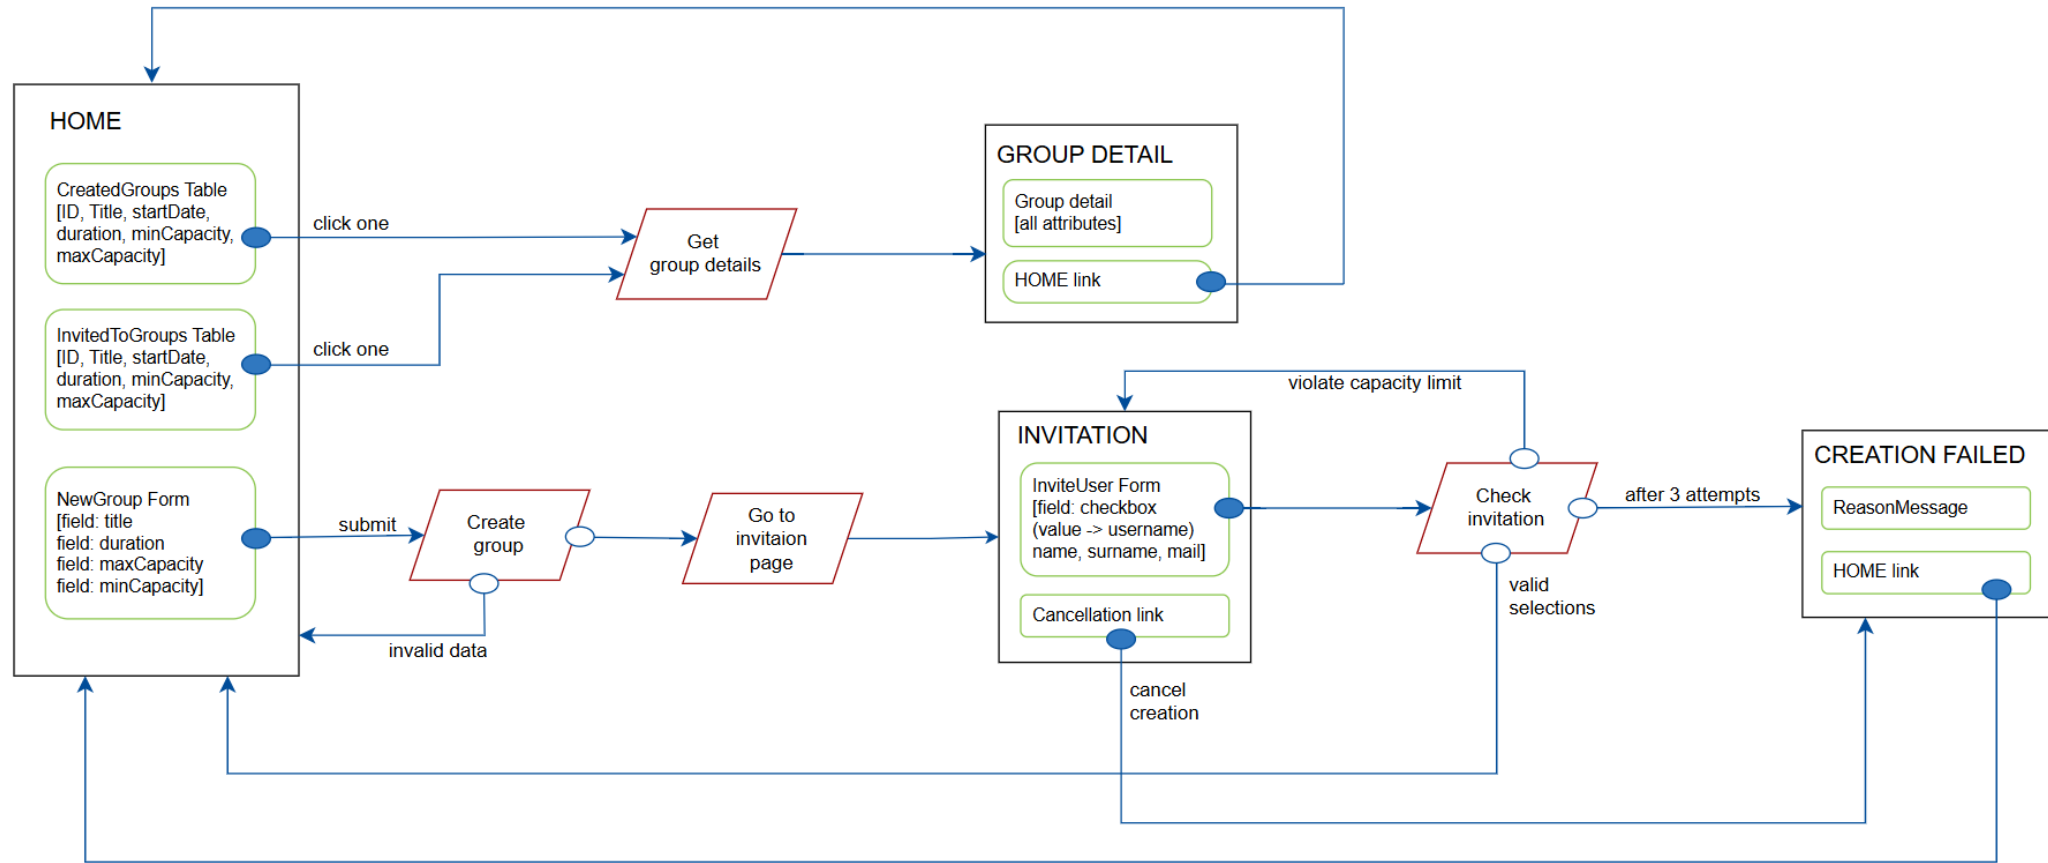 HOME
CreatedGroups Table
[ID, Title, startDate,
duration, minCapacity,
maxCapacity]
click one
InvitedToGroups Table
[ID, Title, startDate,
duration, minCapacity,
maxCapacity]
click one
NewGroup Form
[field: title
field: duration
field: maxCapacity
field: minCapacity]
submit
Get
group details
GROUP DETAIL
Group detail
[all attributes]
HOME link
Create
group
invalid data
Go to
invitaion
page
INVITATION
InviteUser Form
[field: checkbox
(value -> username)
name, surname, mail]
Cancellation link
cancel
creation
violate capacity limit
Check
invitation
valid
selections
after 3 attempts
CREATION FAILED
ReasonMessage
HOME link